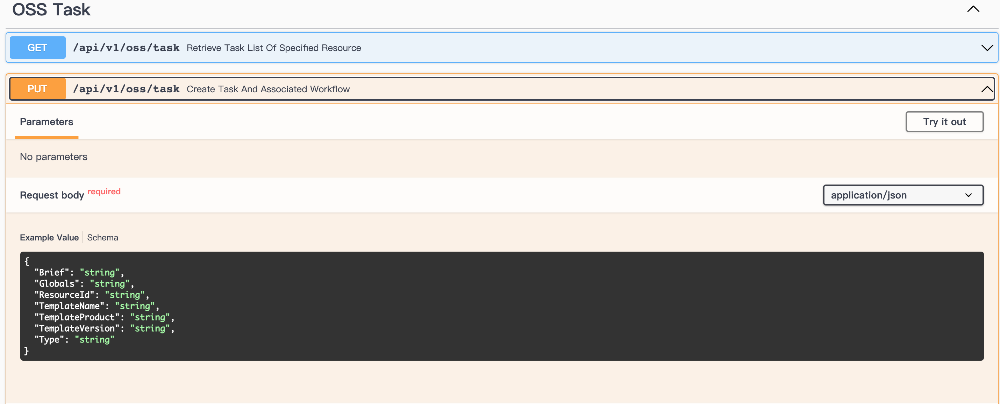 OSS Task
GET /api/v1/oss/task Retrieve Task List Of Specified Resource
PUT /api/v1/oss/task Create Task And Associated Workflow
Parameters Try it out
No parameters
Request body required application/json
Example Value Schema
{
  "Brief": "string",
  "Globals": "string",
  "ResourceId": "string",
  "TemplateName": "string",
  "TemplateProduct": "string",
  "TemplateVersion": "string",
  "Type": "string"
}